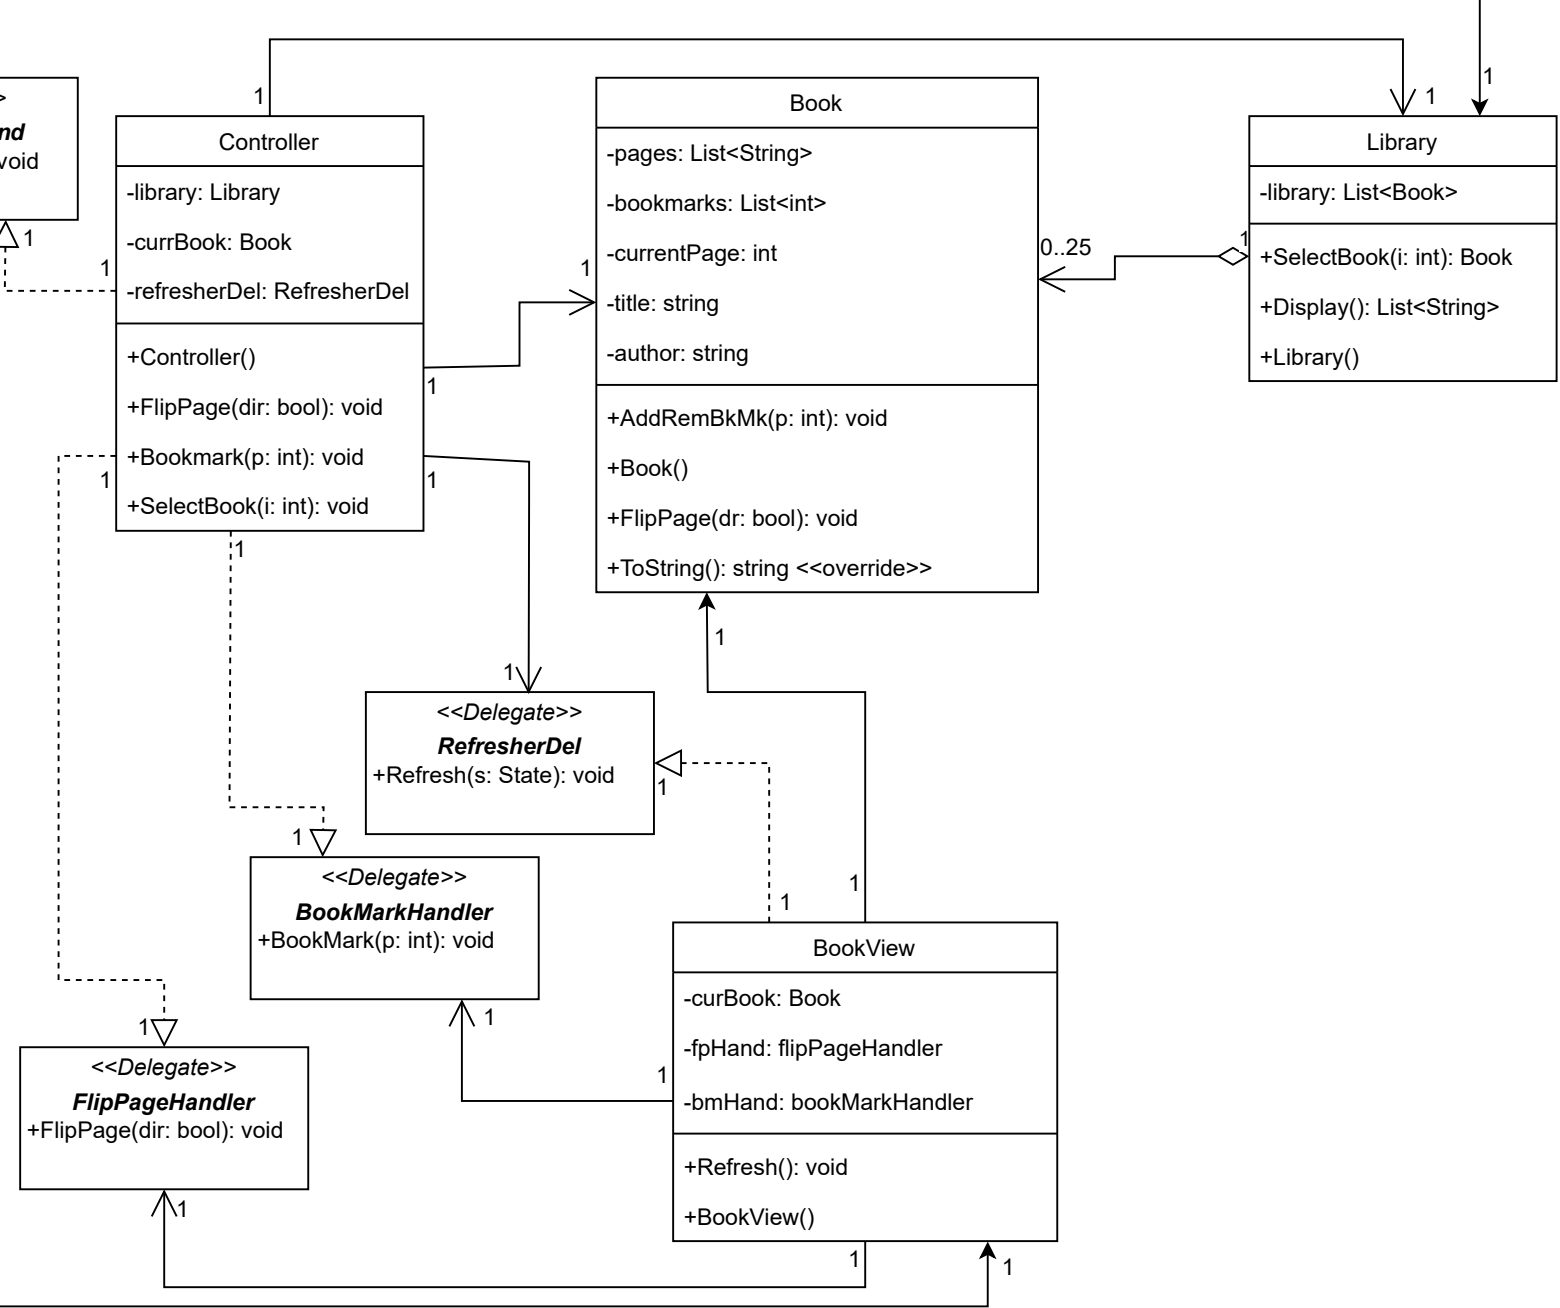 >
nd
void
1
1
1
Controller
-library: Library
-currBook: Book
-refresherDel: RefresherDel
+Controller()
+FlipPage(dir: bool): void
+Bookmark(p: int): void
+SelectBook(i: int): void
1
1
1
1
1
Book
-pages: List<String>
-bookmarks: List<int>
-currentPage: int
-title: string
-author: string
+AddRemBkMk(p: int): void
+Book()
+FlipPage(dr: bool): void
+ToString(): string <<override>>
0..25
1
1
1
Library
-library: List<Book>
+SelectBook(i: int): Book
+Display(): List<String>
+Library()
1
1
<<Delegate>>
RefresherDel
+Refresh(s: State): void
1
1
<<Delegate>>
BookMarkHandler
+BookMark(p: int): void
1
1
1
1
BookView
-curBook: Book
-fpHand: flipPageHandler
-bmHand: bookMarkHandler
+Refresh(): void
+BookView()
1
<<Delegate>>
FlipPageHandler
+FlipPage(dir: bool): void
1
1
1